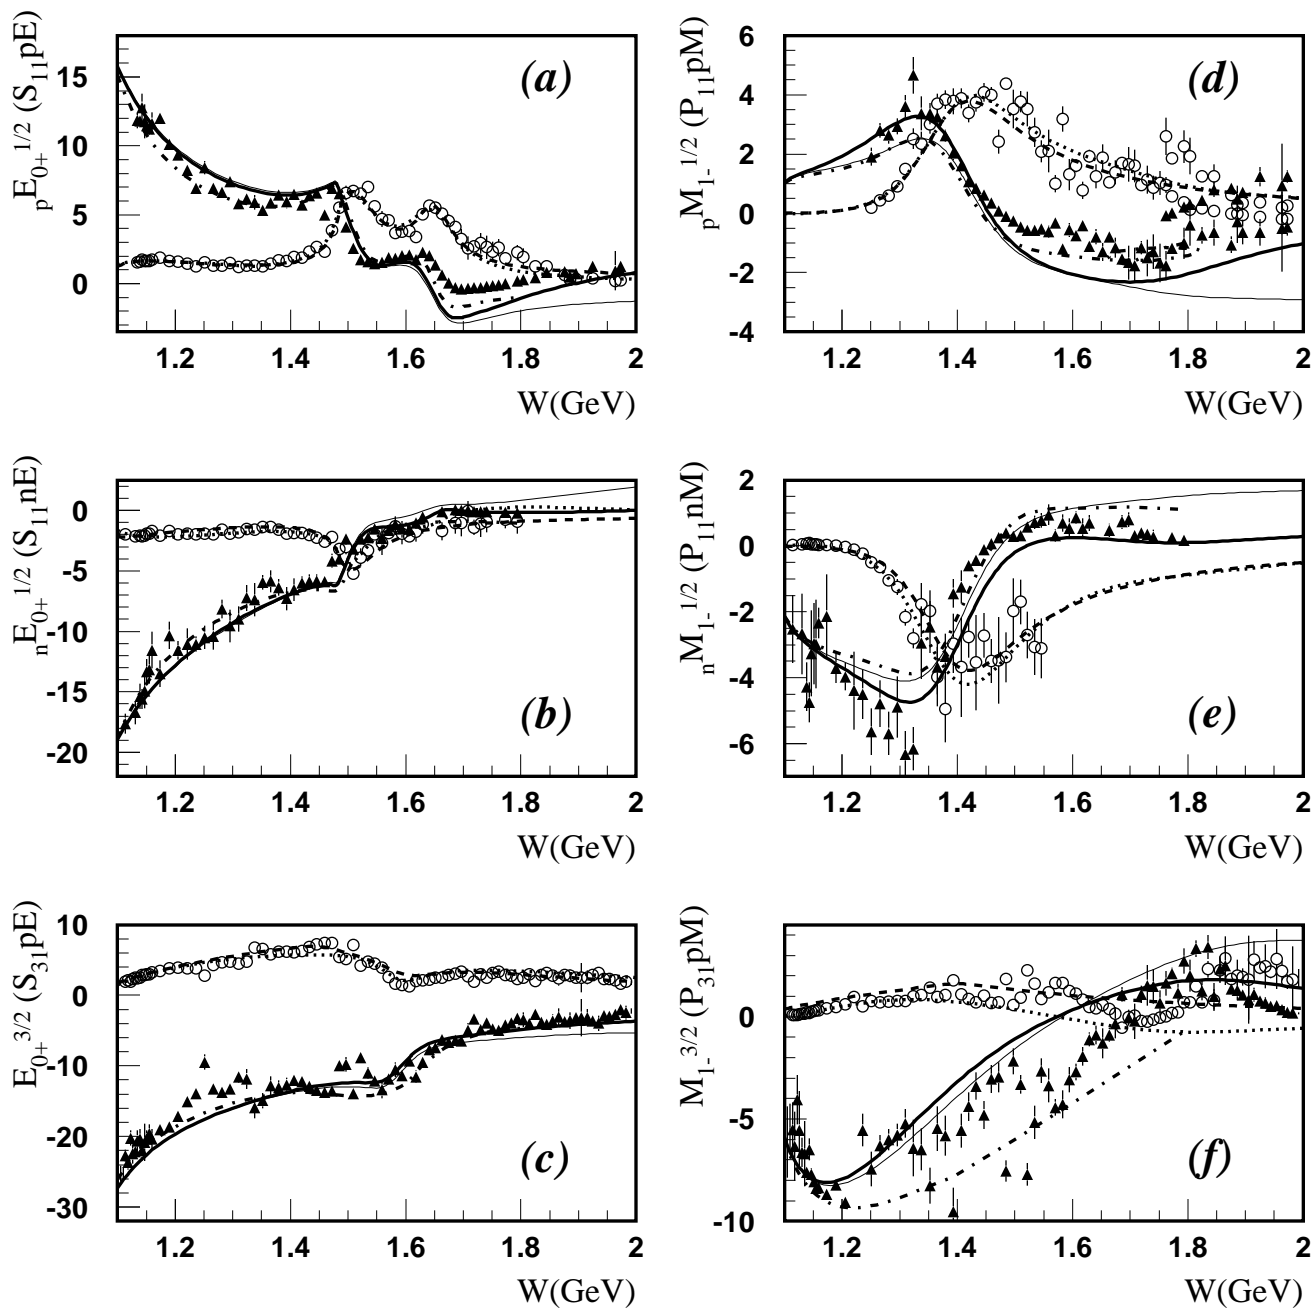 pE0+1/2 (S11pE)
15
10
5
0
(a)
1.2 1.4 1.6 1.8 2
W(GeV)
pM1-1/2 (P11pM)
6
4
2
0
-2
-4
(d)
1.2 1.4 1.6 1.8 2
W(GeV)
nE0+1/2 (S11nE)
0
-5
-10
-15
-20
(b)
1.2 1.4 1.6 1.8 2
W(GeV)
nM1-1/2 (P11nM)
2
0
-2
-4
-6
(e)
1.2 1.4 1.6 1.8 2
W(GeV)
E0+3/2 (S31pE)
10
0
-10
-20
-30
(c)
1.2 1.4 1.6 1.8 2
W(GeV)
M1-3/2 (P31pM)
0
-5
-10
(f)
1.2 1.4 1.6 1.8 2
W(GeV)